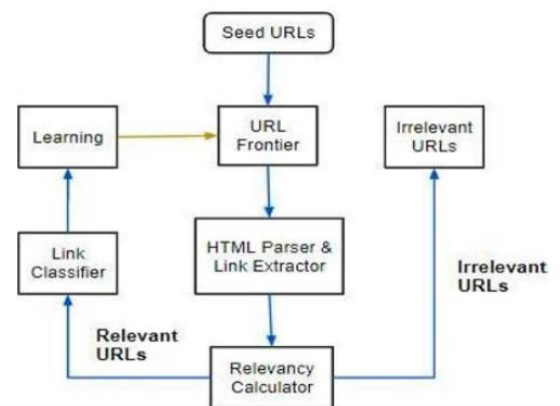 Seed URLs
Learning
URL
Frontier
Irrelevant
URLs
Link
Classifier
HTML Parser &
Link Extractor
Irrelevant
URLs
Relevant
URLs
Relevancy
Calculator